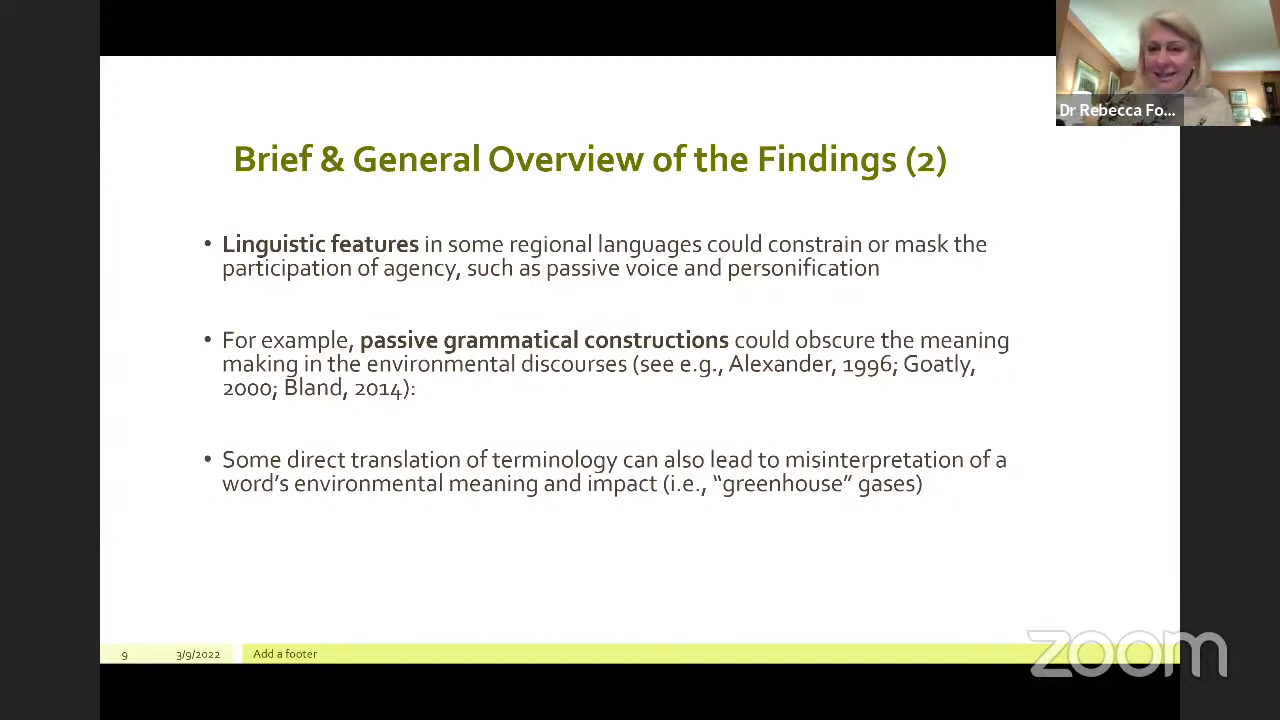 Dr Rebecca Fo...
Brief & General Overview of the Findings (2)
• Linguistic features in some regional languages could constrain or mask the
participation of agency, such as passive voice and personification
• For example, passive grammatical constructions could obscure the meaning
making in the environmental discourses (see e.g., Alexander, 1996; Goatly,
2000; Bland, 2014):
• Some direct translation of terminology can also lead to misinterpretation of a
word's environmental meaning and impact (i.e., “greenhouse” gases)
9 3/9/2022 Add a footer
zoom